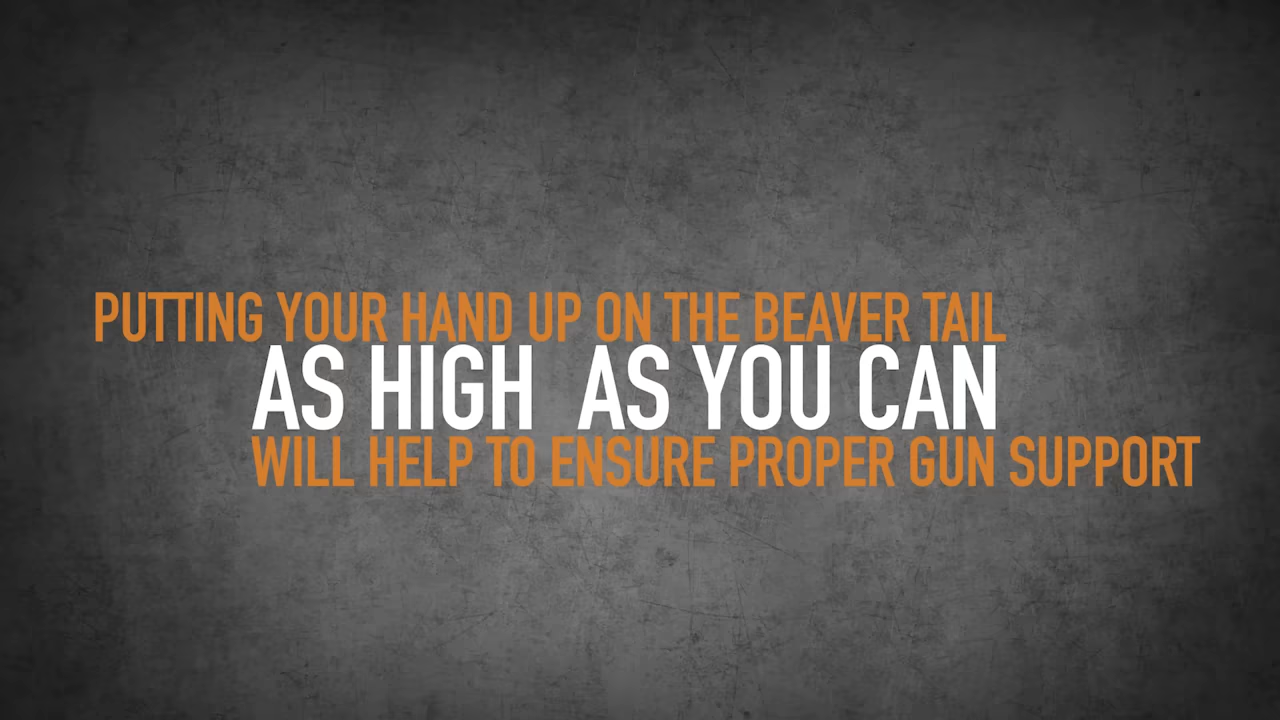 PUTTING YOUR HAND UP ON THE BEAVER TAIL
AS HIGH AS YOU CAN
WILL HELP TO ENSURE PROPER GUN SUPPORT